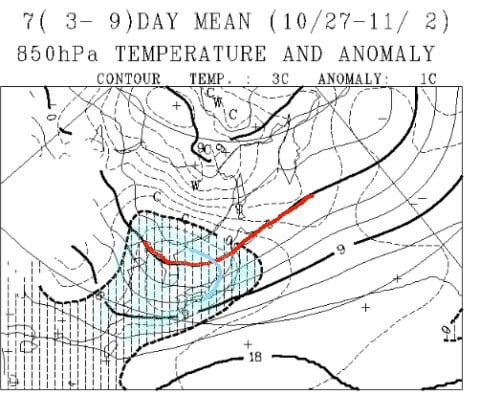 7( 3- 9)DAY MEAN (10/27-11/ 2)
850hPa TEMPERATURE AND ANOMALY
CONTOUR TEMP. : 3C ANOMALY: 1C
C
W
C
W
C
C
9
18